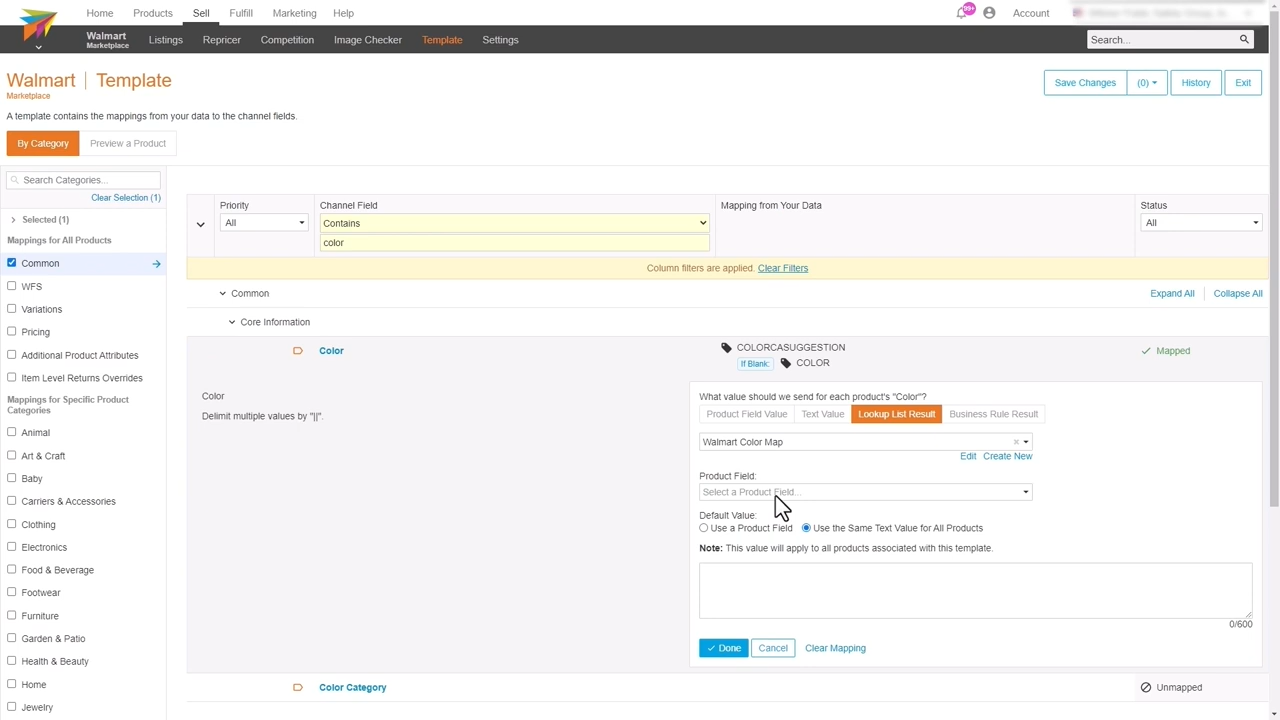 Home Products Sell Fulfill Marketing Help 99+ Account
Walmart
Marketplace
Listings Repricer Competition Image Checker Template Settings Search...
Walmart | Template
Marketplace
Save Changes (0) History Exit
A template contains the mappings from your data to the channel fields.
By Category Preview a Product
Search Categories...
Clear Selection (1)
Selected (1)
Mappings for All Products
Common
WFS
Variations
Pricing
Additional Product Attributes
Item Level Returns Overrides
Mappings for Specific Product
Categories
Animal
Art & Craft
Baby
Carriers & Accessories
Clothing
Electronics
Food & Beverage
Footwear
Furniture
Garden & Patio
Health & Beauty
Home
Jewelry
Priority Channel Field Mapping from Your Data Status
All Contains All
color
Column filters are applied. Clear Filters
Common Expand All Collapse All
Core Information
Color COLORCASUGGESTION Mapped
If Blank: COLOR
Color
Delimit multiple values by "||".
What value should we send for each product's "Color"?
Product Field Value Text Value Lookup List Result Business Rule Result
Walmart Color Map
Edit Create New
Product Field:
Select a Product Field...
Default Value:
Use a Product Field Use the Same Text Value for All Products
Note: This value will apply to all products associated with this template.
0/600
Done Cancel Clear Mapping
Color Category Unmapped